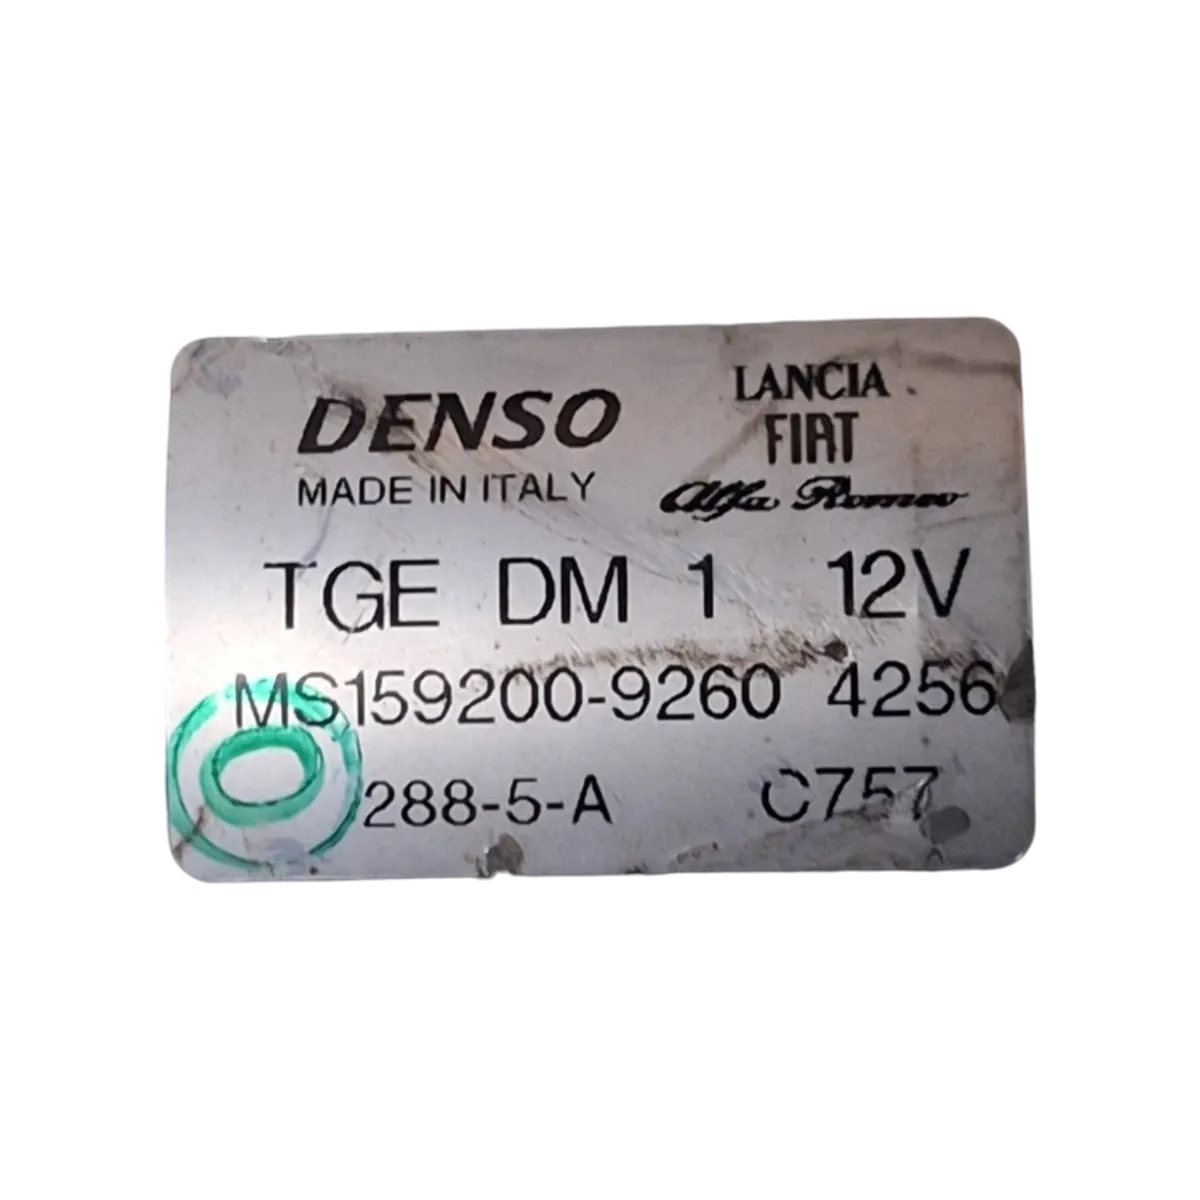 DENSO
MADE IN ITALY
LANCIA
FIAT
Alfa Romeo
TGE DM 1 12V
MS159200-9260 4256
288-5-A C757